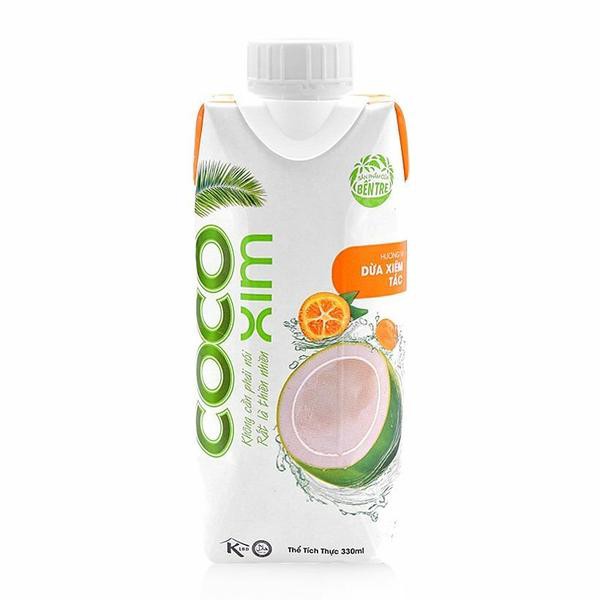 SẢN PHẨM CỦA
BẾN TRE
COCO
XIM
Không cần phải nói
Rất là thiên nhiên
HƯƠNG VỊ
DỪA XIÊM
TẮC
K LBD
Thể Tích Thực 330ml